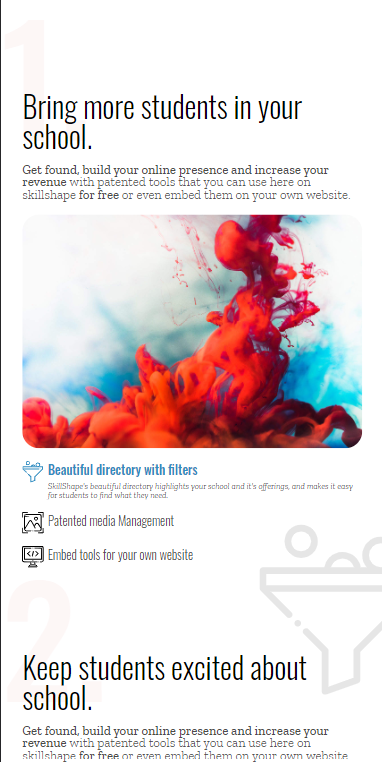 1
Bring more students in your
school.
Get found, build your online presence and increase your
revenue with patented tools that you can use here on
skillshape for free or even embed them on your own website.
Beautiful directory with filters
SkillShape's beautiful directory highlights your school and it's offerings, and makes it easy
for students to find what they need.
Patented media Management
Embed tools for your own website
2
Keep students excited about
school.
Get found, build your online presence and increase your
revenue with patented tools that you can use here on
skillshape for free or even embed them on your own website.